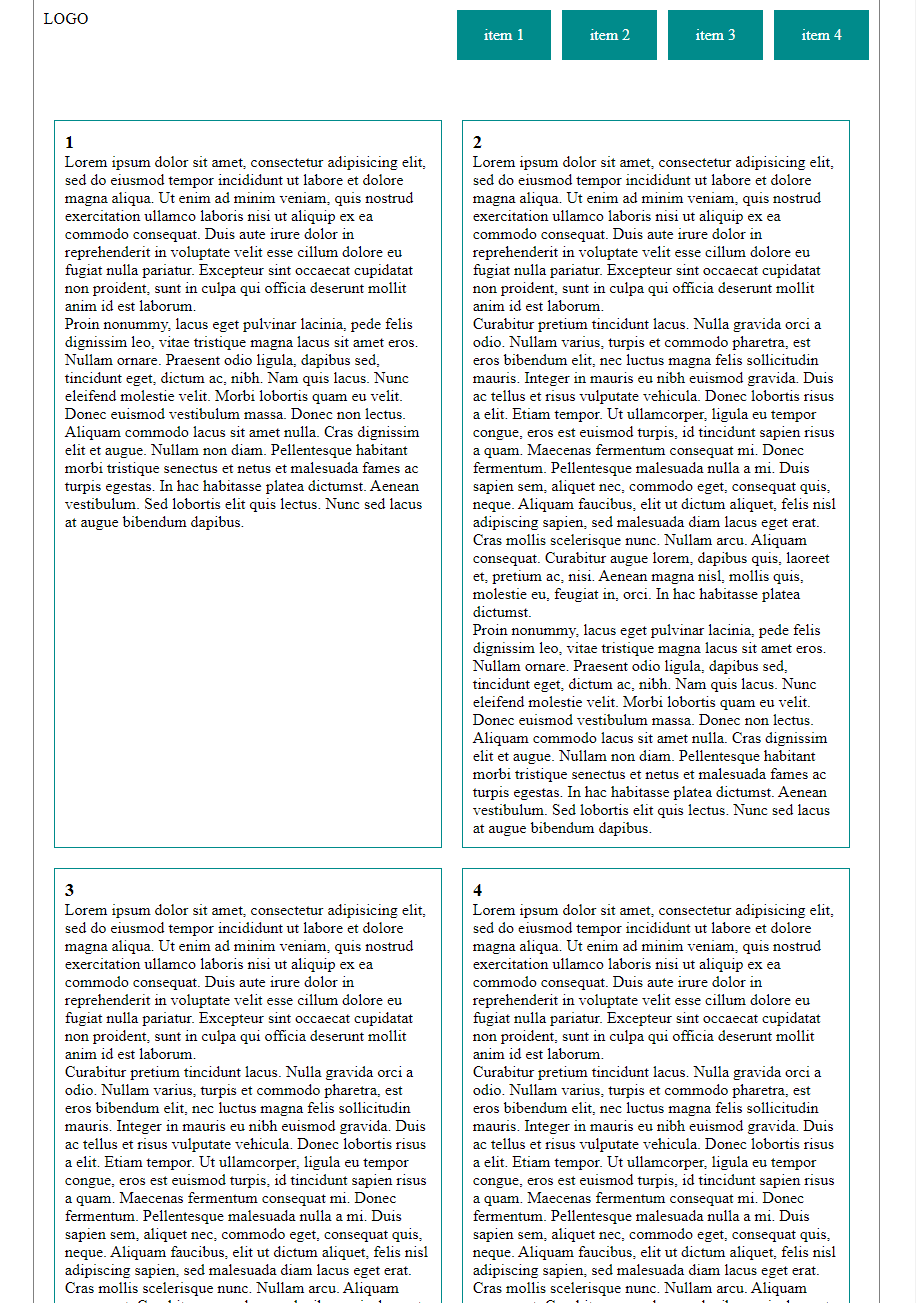 LOGO
item 1
item 2
item 3
item 4
1
Lorem ipsum dolor sit amet, consectetur adipisicing elit,
sed do eiusmod tempor incididunt ut labore et dolore
magna aliqua. Ut enim ad minim veniam, quis nostrud
exercitation ullamco laboris nisi ut aliquip ex ea
commodo consequat. Duis aute irure dolor in
reprehenderit in voluptate velit esse cillum dolore eu
fugiat nulla pariatur. Excepteur sint occaecat cupidatat
non proident, sunt in culpa qui officia deserunt mollit
anim id est laborum.
Proin nonummy, lacus eget pulvinar lacinia, pede felis
dignissim leo, vitae tristique magna lacus sit amet eros.
Nullam ornare. Praesent odio ligula, dapibus sed,
tincidunt eget, dictum ac, nibh. Nam quis lacus. Nunc
eleifend molestie velit. Morbi lobortis quam eu velit.
Donec euismod vestibulum massa. Donec non lectus.
Aliquam commodo lacus sit amet nulla. Cras dignissim
elit et augue. Nullam non diam. Pellentesque habitant
morbi tristique senectus et netus et malesuada fames ac
turpis egestas. In hac habitasse platea dictumst. Aenean
vestibulum. Sed lobortis elit quis lectus. Nunc sed lacus
at augue bibendum dapibus.
2
Lorem ipsum dolor sit amet, consectetur adipisicing elit,
sed do eiusmod tempor incididunt ut labore et dolore
magna aliqua. Ut enim ad minim veniam, quis nostrud
exercitation ullamco laboris nisi ut aliquip ex ea
commodo consequat. Duis aute irure dolor in
reprehenderit in voluptate velit esse cillum dolore eu
fugiat nulla pariatur. Excepteur sint occaecat cupidatat
non proident, sunt in culpa qui officia deserunt mollit
anim id est laborum.
Curabitur pretium tincidunt lacus. Nulla gravida orci a
odio. Nullam varius, turpis et commodo pharetra, est
eros bibendum elit, nec luctus magna felis sollicitudin
mauris. Integer in mauris eu nibh euismod gravida. Duis
ac tellus et risus vulputate vehicula. Donec lobortis risus
a elit. Etiam tempor. Ut ullamcorper, ligula eu tempor
congue, eros est euismod turpis, id tincidunt sapien risus
a quam. Maecenas fermentum consequat mi. Donec
fermentum. Pellentesque malesuada nulla a mi. Duis
sapien sem, aliquet nec, commodo eget, consequat quis,
neque. Aliquam faucibus, elit ut dictum aliquet, felis nisl
adipiscing sapien, sed malesuada diam lacus eget erat.
Cras mollis scelerisque nunc. Nullam arcu. Aliquam
consequat. Curabitur augue lorem, dapibus quis, laoreet
et, pretium ac, nisi. Aenean magna nisl, mollis quis,
molestie eu, feugiat in, orci. In hac habitasse platea
dictumst.
Proin nonummy, lacus eget pulvinar lacinia, pede felis
dignissim leo, vitae tristique magna lacus sit amet eros.
Nullam ornare. Praesent odio ligula, dapibus sed,
tincidunt eget, dictum ac, nibh. Nam quis lacus. Nunc
eleifend molestie velit. Morbi lobortis quam eu velit.
Donec euismod vestibulum massa. Donec non lectus.
Aliquam commodo lacus sit amet nulla. Cras dignissim
elit et augue. Nullam non diam. Pellentesque habitant
morbi tristique senectus et netus et malesuada fames ac
turpis egestas. In hac habitasse platea dictumst. Aenean
vestibulum. Sed lobortis elit quis lectus. Nunc sed lacus
at augue bibendum dapibus.
3
Lorem ipsum dolor sit amet, consectetur adipisicing elit,
sed do eiusmod tempor incididunt ut labore et dolore
magna aliqua. Ut enim ad minim veniam, quis nostrud
exercitation ullamco laboris nisi ut aliquip ex ea
commodo consequat. Duis aute irure dolor in
reprehenderit in voluptate velit esse cillum dolore eu
fugiat nulla pariatur. Excepteur sint occaecat cupidatat
non proident, sunt in culpa qui officia deserunt mollit
anim id est laborum.
Curabitur pretium tincidunt lacus. Nulla gravida orci a
odio. Nullam varius, turpis et commodo pharetra, est
eros bibendum elit, nec luctus magna felis sollicitudin
mauris. Integer in mauris eu nibh euismod gravida. Duis
ac tellus et risus vulputate vehicula. Donec lobortis risus
a elit. Etiam tempor. Ut ullamcorper, ligula eu tempor
congue, eros est euismod turpis, id tincidunt sapien risus
a quam. Maecenas fermentum consequat mi. Donec
fermentum. Pellentesque malesuada nulla a mi. Duis
sapien sem, aliquet nec, commodo eget, consequat quis,
neque. Aliquam faucibus, elit ut dictum aliquet, felis nisl
adipiscing sapien, sed malesuada diam lacus eget erat.
Cras mollis scelerisque nunc. Nullam arcu. Aliquam
4
Lorem ipsum dolor sit amet, consectetur adipisicing elit,
sed do eiusmod tempor incididunt ut labore et dolore
magna aliqua. Ut enim ad minim veniam, quis nostrud
exercitation ullamco laboris nisi ut aliquip ex ea
commodo consequat. Duis aute irure dolor in
reprehenderit in voluptate velit esse cillum dolore eu
fugiat nulla pariatur. Excepteur sint occaecat cupidatat
non proident, sunt in culpa qui officia deserunt mollit
anim id est laborum.
Curabitur pretium tincidunt lacus. Nulla gravida orci a
odio. Nullam varius, turpis et commodo pharetra, est
eros bibendum elit, nec luctus magna felis sollicitudin
mauris. Integer in mauris eu nibh euismod gravida. Duis
ac tellus et risus vulputate vehicula. Donec lobortis risus
a elit. Etiam tempor. Ut ullamcorper, ligula eu tempor
congue, eros est euismod turpis, id tincidunt sapien risus
a quam. Maecenas fermentum consequat mi. Donec
fermentum. Pellentesque malesuada nulla a mi. Duis
sapien sem, aliquet nec, commodo eget, consequat quis,
neque. Aliquam faucibus, elit ut dictum aliquet, felis nisl
adipiscing sapien, sed malesuada diam lacus eget erat.
Cras mollis scelerisque nunc. Nullam arcu. Aliquam